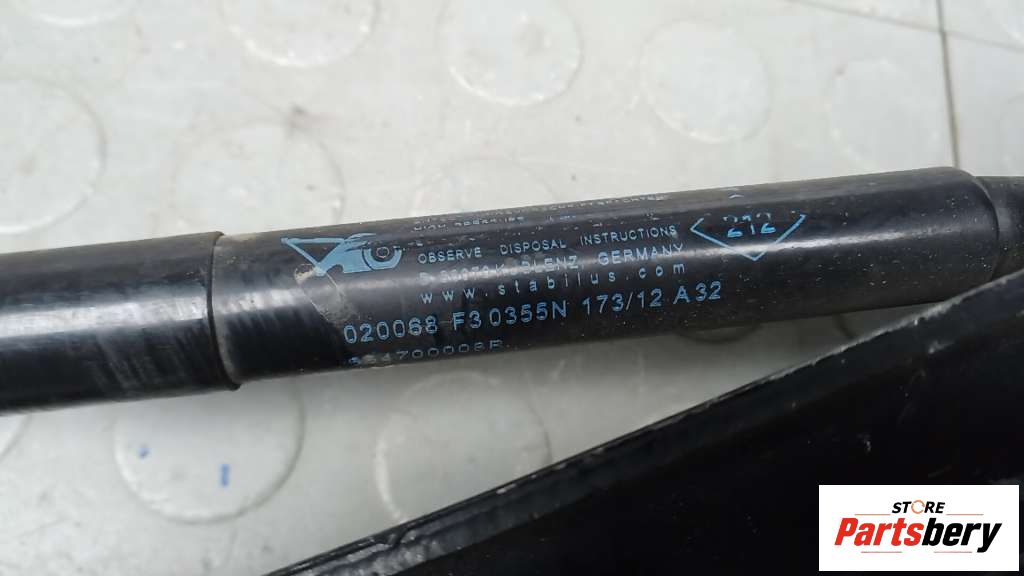 OBSERVE DISPOSAL INSTRUCTIONS
GERMANY
www.stabilus.com
020068 F3 0355N 173/12 A32
212
STORE
Partsbery